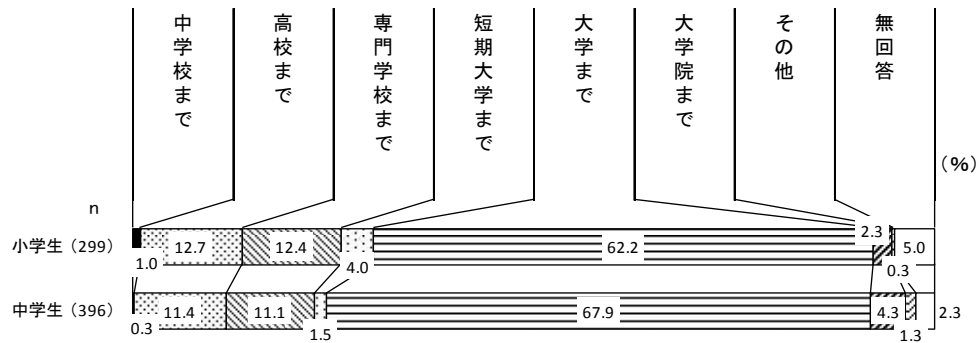 中学校まで
高校まで
専門学校まで
短期大学まで
大学まで
大学院まで
その他
無回答
(%)
n
小学生(299)
1.0
12.7
12.4
4.0
62.2
2.3
0.3
5.0
中学生(396)
0.3
11.4
11.1
1.5
67.9
4.3
1.3
2.3